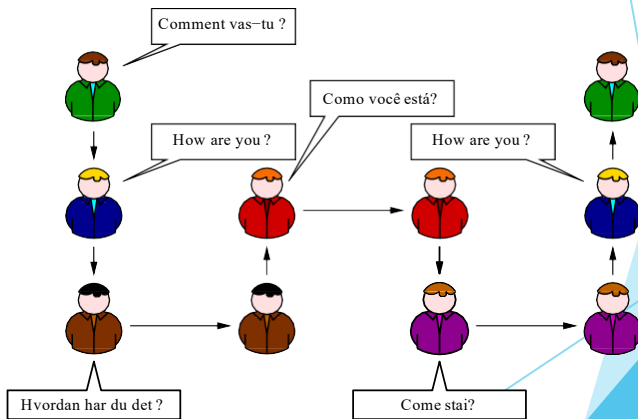 Comment vas−tu ?
Como você está?
How are you ?
How are you ?
Hvordan har du det ?
Come stai?